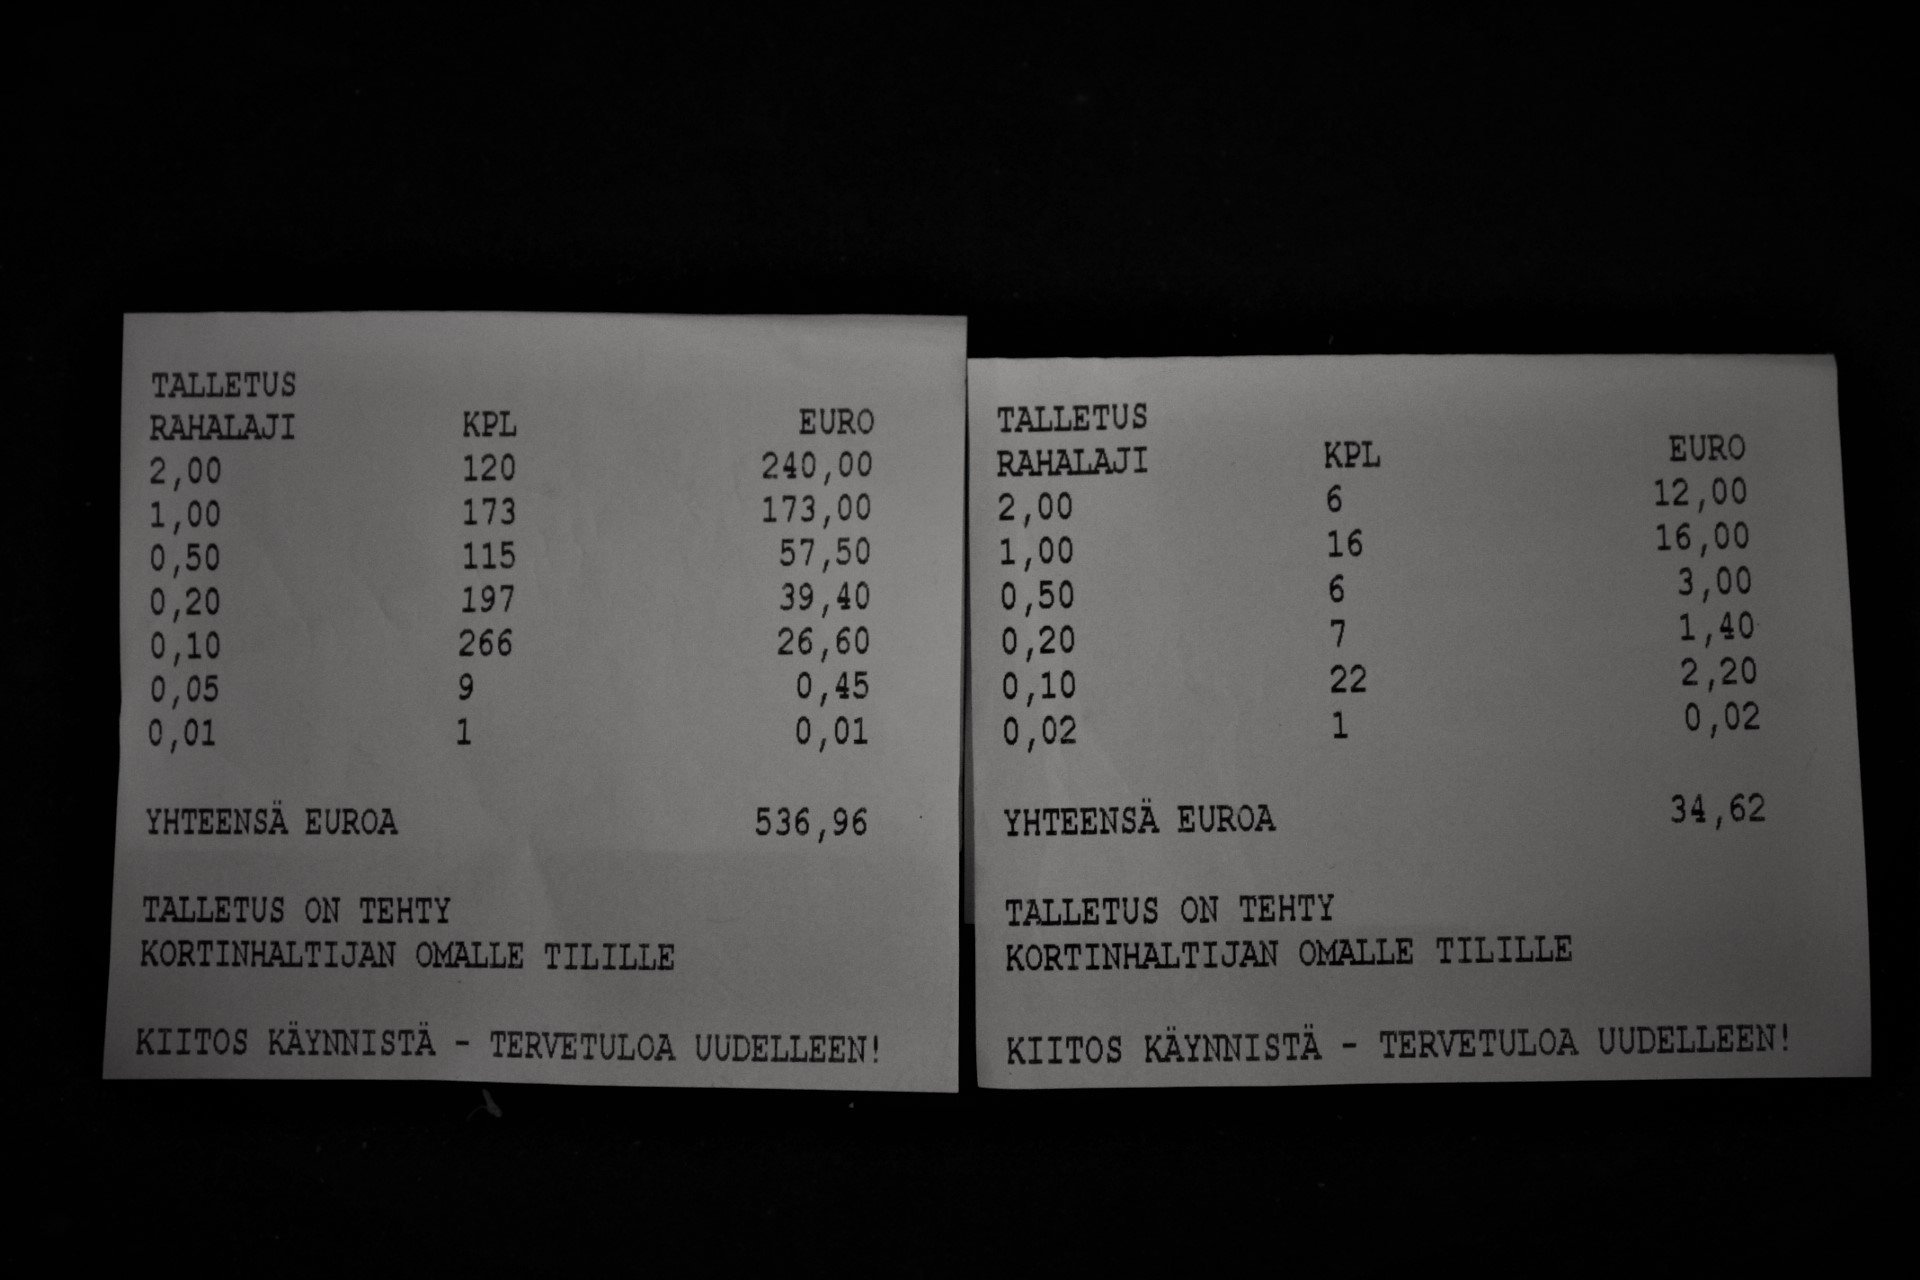 TALLETUS
RAHALAJI KPL EURO
2,00 120 240,00
1,00 173 173,00
0,50 115 57,50
0,20 197 39,40
0,10 266 26,60
0,05 9 0,45
0,01 1 0,01
YHTEENSÄ EUROA 536,96
TALLETUS ON TEHTY
KORTINHALTIJAN OMALLE TILILLE
KIITOS KÄYNNISTÄ - TERVETULOA UUDELLEEN!
TALLETUS
RAHALAJI KPL EURO
2,00 6 12,00
1,00 16 16,00
0,50 6 3,00
0,20 7 1,40
0,10 22 2,20
0,02 1 0,02
YHTEENSÄ EUROA 34,62
TALLETUS ON TEHTY
KORTINHALTIJAN OMALLE TILILLE
KIITOS KÄYNNISTÄ - TERVETULOA UUDELLEEN!